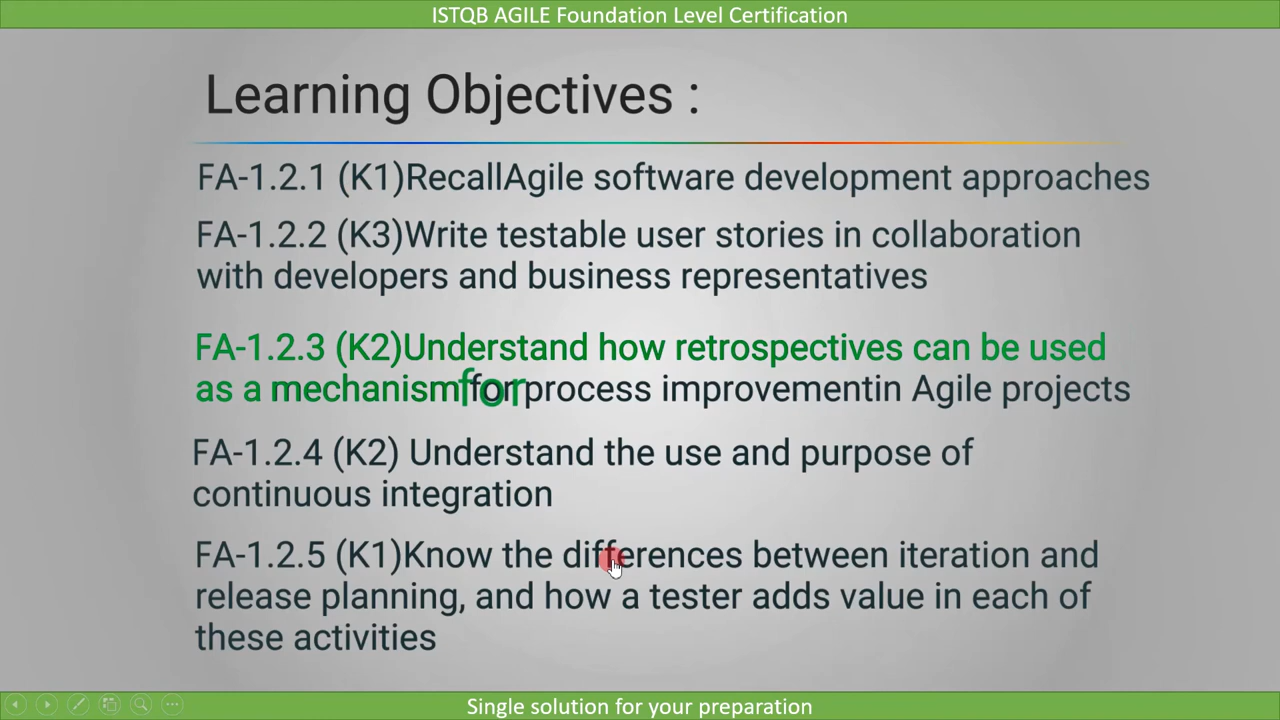 ISTQB AGILE Foundation Level Certification
Learning Objectives :
FA-1.2.1 (K1)RecallAgile software development approaches
FA-1.2.2 (K3)Write testable user stories in collaboration
with developers and business representatives
FA-1.2.3 (K2)Understand how retrospectives can be used
as a mechanism for process improvementin Agile projects
FA-1.2.4 (K2) Understand the use and purpose of
continuous integration
FA-1.2.5 (K1)Know the differences between iteration and
release planning, and how a tester adds value in each of
these activities
Single solution for your preparation